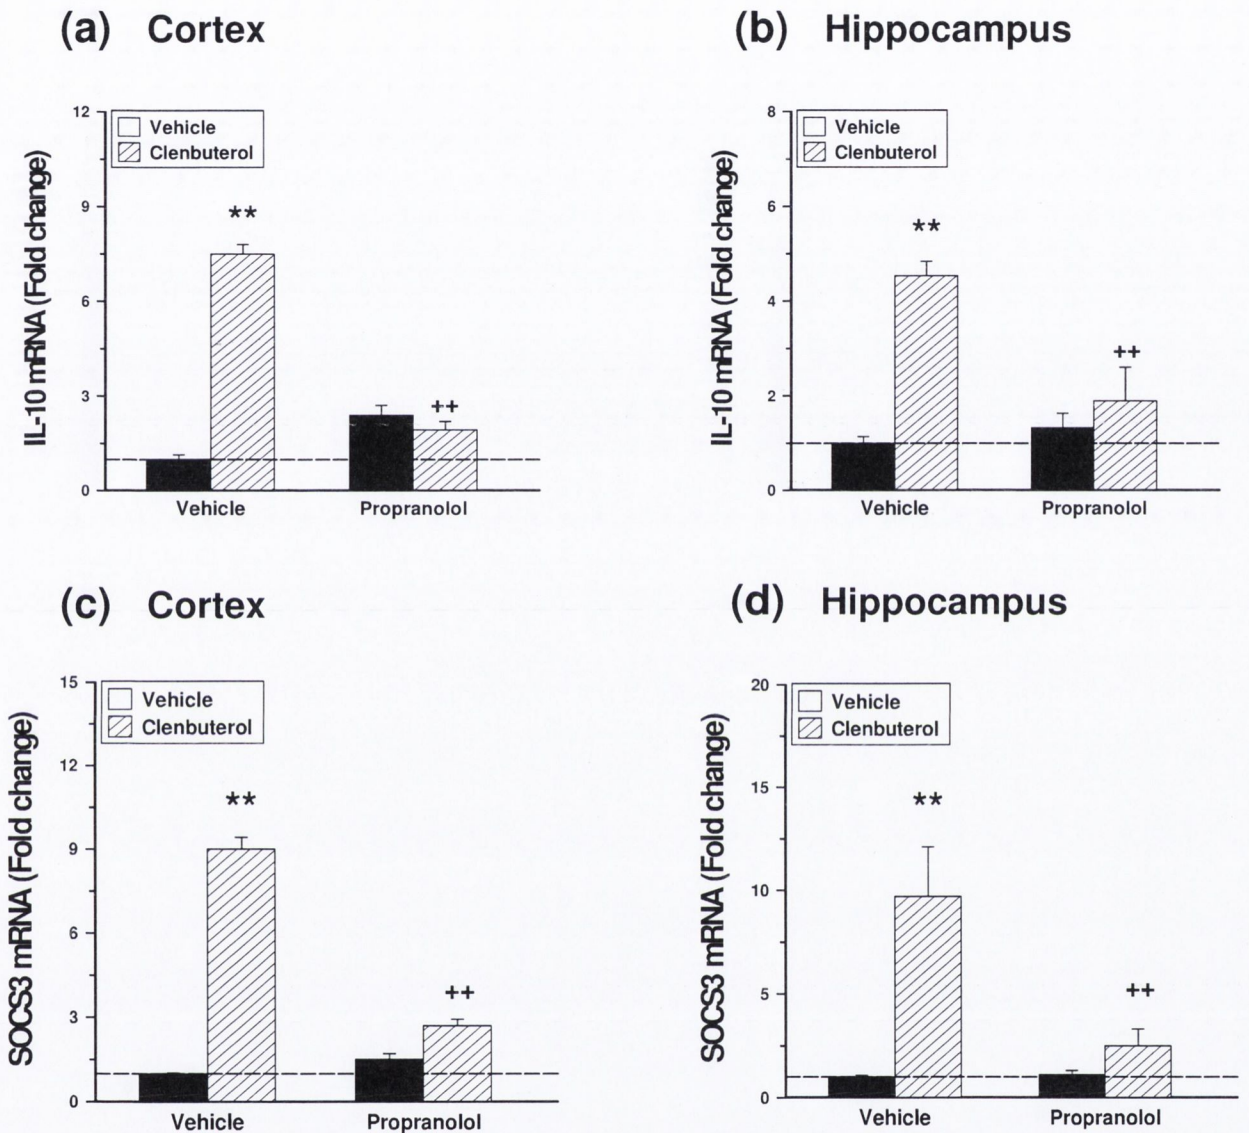 (a) Cortex
IL-10 mRNA (Fold change)
12
9
6
3
0
Vehicle
Clenbuterol
**
++
Vehicle Propranolol
(b) Hippocampus
IL-10 mRNA (Fold change)
8
6
4
2
0
Vehicle
Clenbuterol
**
++
Vehicle Propranolol
(c) Cortex
SOCS3 mRNA (Fold change)
15
12
9
6
3
0
Vehicle
Clenbuterol
**
++
Vehicle Propranolol
(d) Hippocampus
SOCS3 mRNA (Fold change)
20
15
10
5
0
Vehicle
Clenbuterol
**
++
Vehicle Propranolol